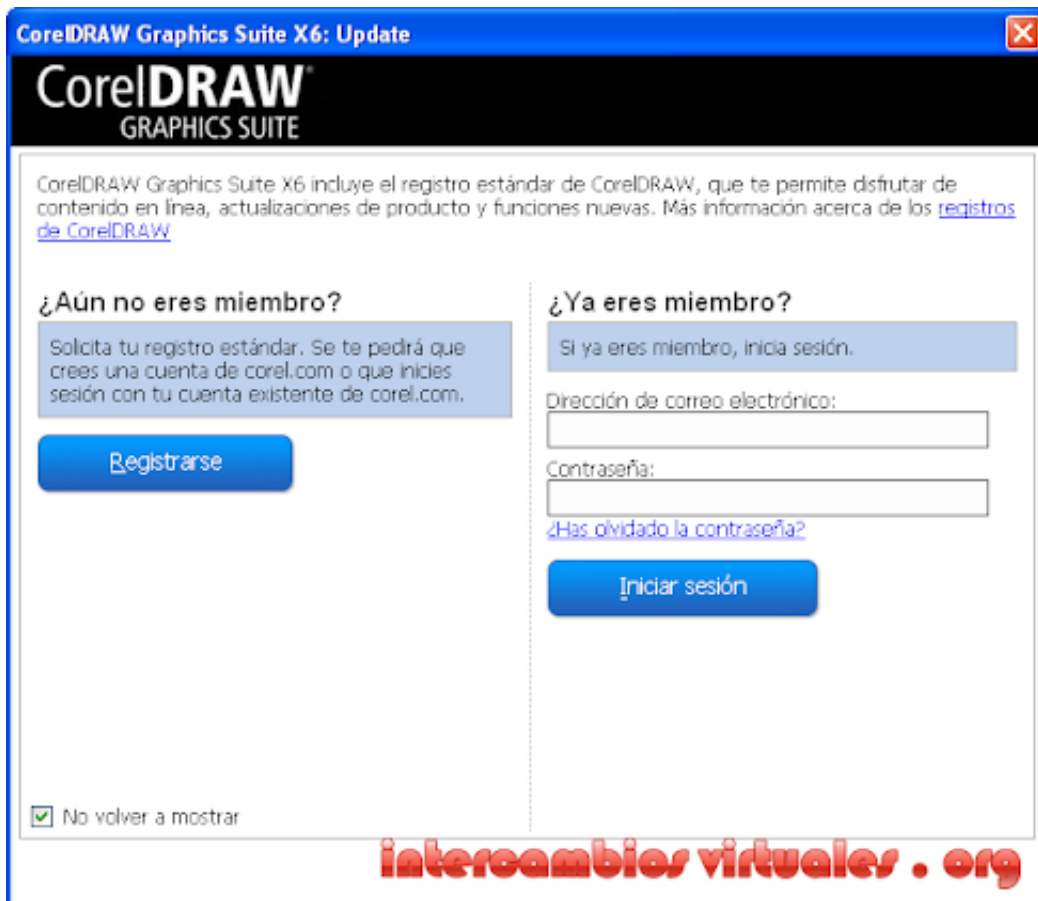 CorelDRAW Graphics Suite X6: Update
CorelDRAW®
GRAPHICS SUITE
CorelDRAW Graphics Suite X6 incluye el registro estándar de CorelDRAW, que te permite disfrutar de
contenido en línea, actualizaciones de producto y funciones nuevas. Más información acerca de los registros
de CorelDRAW
¿Aún no eres miembro?
Solicita tu registro estándar. Se te pedirá que
crees una cuenta de corel.com o que inicies
sesión con tu cuenta existente de corel.com.
Registrarse
¿Ya eres miembro?
Si ya eres miembro, inicia sesión.
Dirección de correo electrónico:
Contraseña:
¿Has olvidado la contraseña?
Iniciar sesión
No volver a mostrar
intercambios virtuales . org